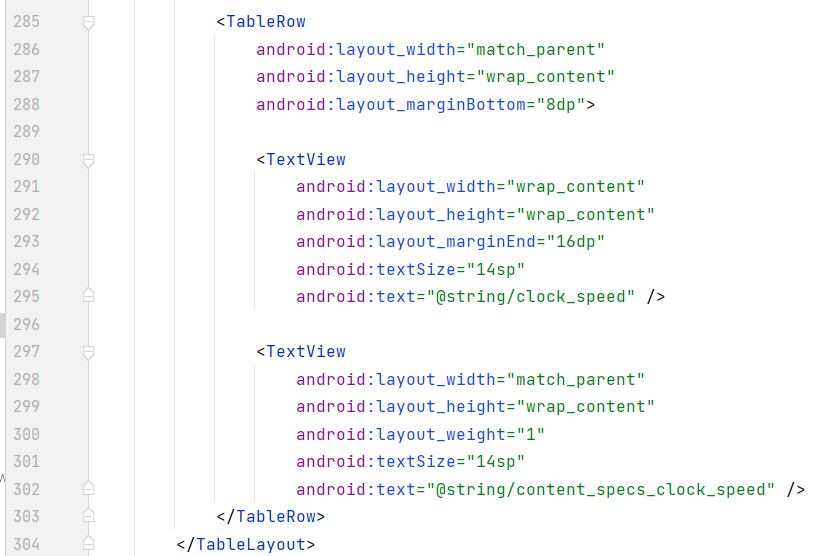 285 <TableRow
286 android:layout_width="match_parent"
287 android:layout_height="wrap_content"
288 android:layout_marginBottom="8dp">
289
290 <TextView
291 android:layout_width="wrap_content"
292 android:layout_height="wrap_content"
293 android:layout_marginEnd="16dp"
294 android:textSize="14sp"
295 android:text="@string/clock_speed" />
296
297 <TextView
298 android:layout_width="match_parent"
299 android:layout_height="wrap_content"
300 android:layout_weight="1"
301 android:textSize="14sp"
302 android:text="@string/content_specs_clock_speed" />
303 </TableRow>
304 </TableLayout>